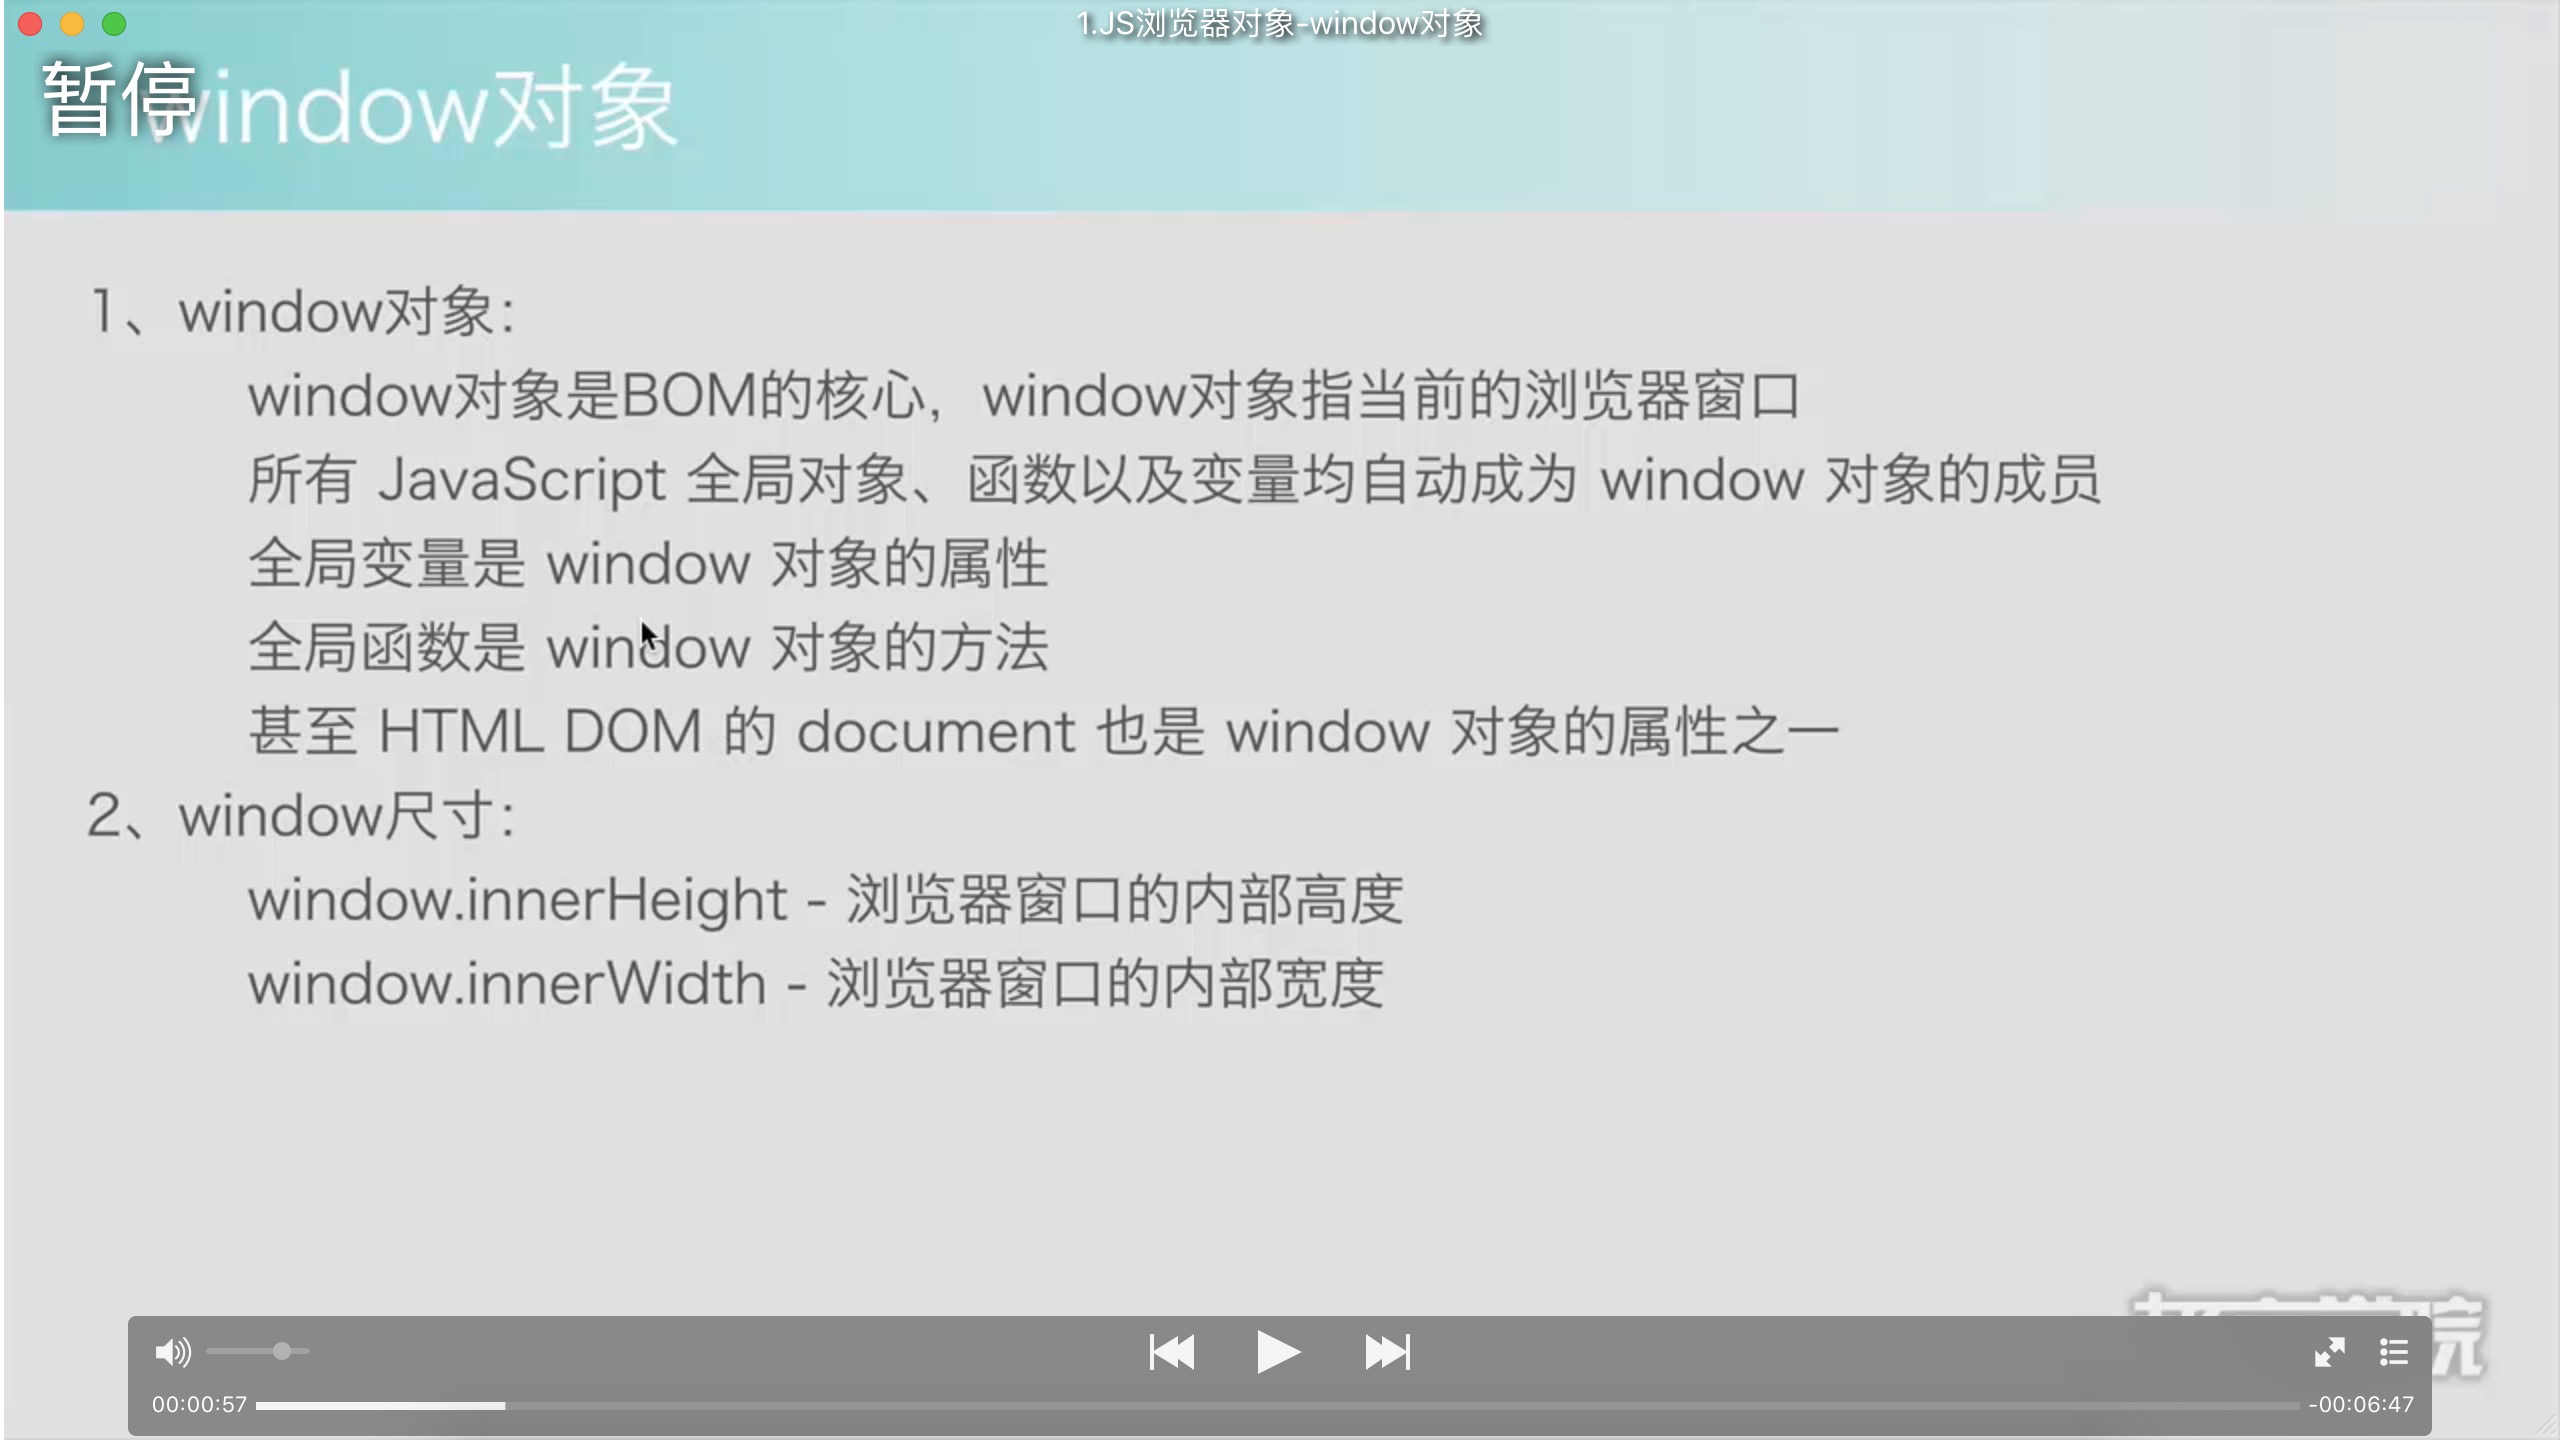 1.JS浏览器对象-window对象
暂停
window对象
1、window对象：
window对象是BOM的核心，window对象指当前的浏览器窗口
所有 JavaScript 全局对象、函数以及变量均自动成为 window 对象的成员
全局变量是 window 对象的属性
全局函数是 window 对象的方法
甚至 HTML DOM 的 document 也是 window 对象的属性之一
2、window尺寸：
window.innerHeight - 浏览器窗口的内部高度
window.innerWidth - 浏览器窗口的内部宽度
00:00:57
-00:06:47